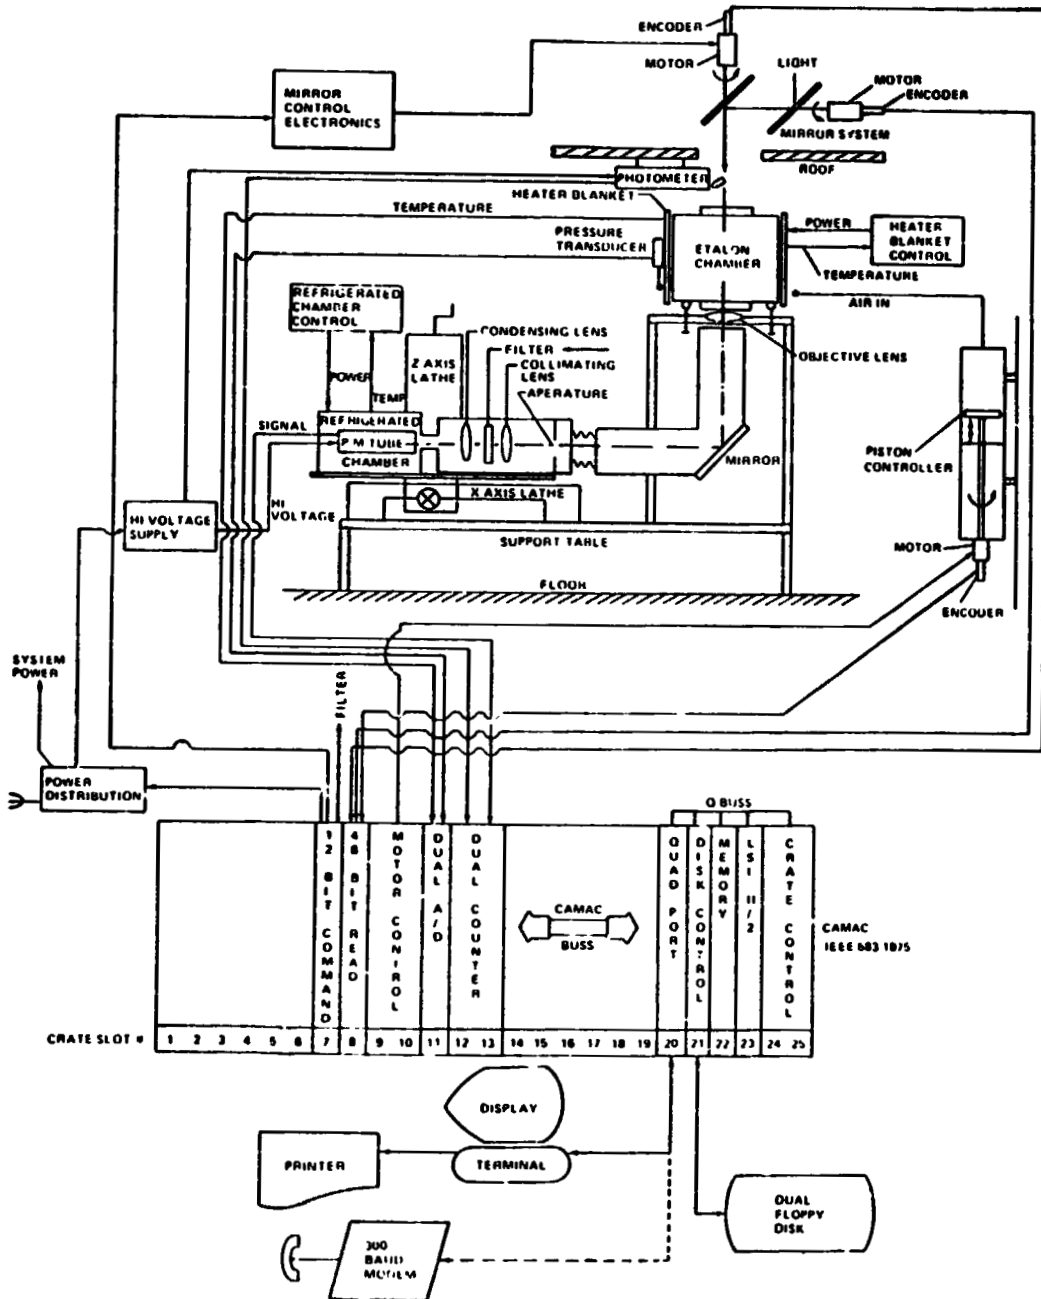 ENCODER
MOTOR
LIGHT
MOTOR
ENCODER
MIRROR SYSTEM
ROOF
MIRROR
CONTROL
ELECTRONICS
PHOTOMETER
HEATER BLANKET
TEMPERATURE
PRESSURE
TRANSDUCER
ETALON
CHAMBER
POWER
TEMPERATURE
HEATER
BLANKET
CONTROL
AIR IN
REFRIGERATED
CHAMBER
CONTROL
Z AXIS
LATHE
CONDENSING LENS
FILTER
COLLIMATING
LENS
APERATURE
OBJECTIVE LENS
POWER
TEMP
REFRIGERATED
P M TUBE
CHAMBER
SIGNAL
MIRROR
PISTON
CONTROLLER
HI
VOLTAGE
X AXIS LATHE
HI VOLTAGE
SUPPLY
SUPPORT TABLE
FLOOR
MOTOR
ENCODER
SYSTEM
POWER
FILTER
POWER
DISTRIBUTION
Q BUSS
12 BIT COMMAND
48 BIT READ
MOTOR CONTROL
DUAL A/D
DUAL COUNTER
CAMAC
BUSS
QUAD PORT
DISK CONTROL
MEMORY
LSI 11/2
CRATE CONTROL
CAMAC
IEEE 583 1975
CRATE SLOT #
1 2 3 4 5 6 7 8 9 10 11 12 13 14 15 16 17 18 19 20 21 22 23 24 25
DISPLAY
TERMINAL
PRINTER
300
BAUD
MODEM
DUAL
FLOPPY
DISK